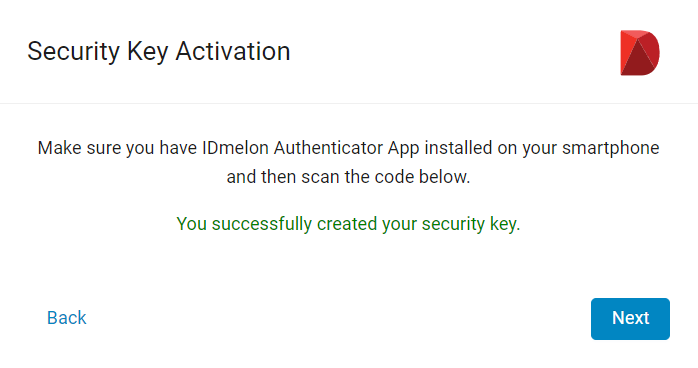 Security Key Activation
Make sure you have IDmelon Authenticator App installed on your smartphone
and then scan the code below.
You successfully created your security key.
Back
Next